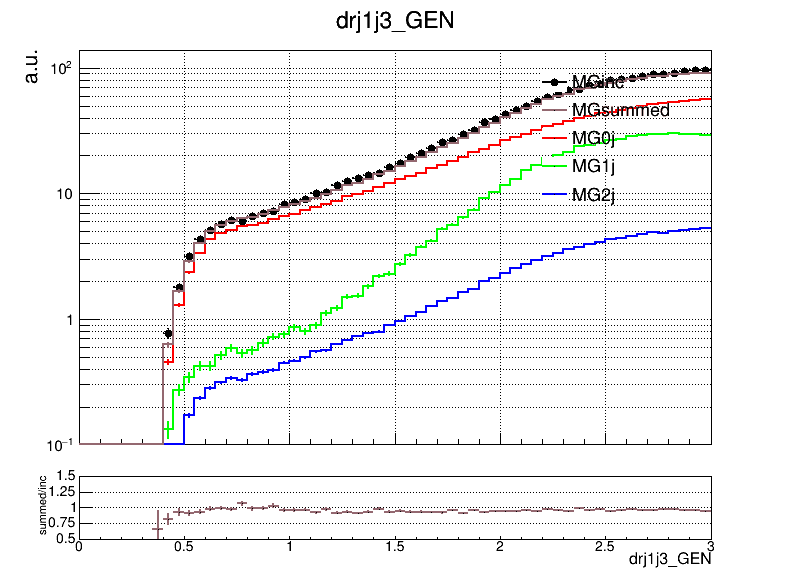 drj1j3_GEN
a.u.
10²
10
1
10⁻¹
MGinc
MGsummed
MG0j
MG1j
MG2j
summed/inc
1.5
1.25
1
0.75
0.5
0 0.5 1 1.5 2 2.5 3
drj1j3_GEN